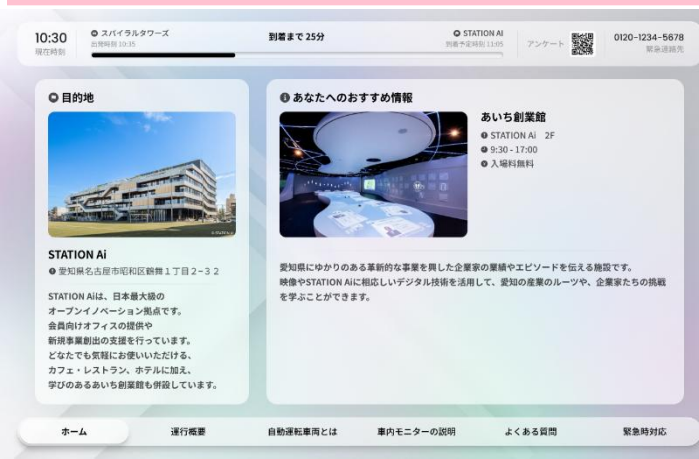 10:30
現在時刻
スパイラルタワーズ
出発時刻 10:35
到着まで 25分
STATION AI
到着予定時刻 11:05
アンケート
0120-1234-5678
緊急連絡先
目的地
STATION Ai
愛知県名古屋市昭和区鶴舞1丁目2-32
STATION Aiは、日本最大級の
オープンイノベーション拠点です。
会員向けオフィスの提供や
新規事業創出の支援を行っています。
どなたでも気軽にお使いいただける、
カフェ・レストラン、ホテルに加え、
学びのあるあいち創業館も併設しています。
あなたへのおすすめ情報
あいち創業館
STATION Ai 2F
9:30 - 17:00
入場料無料
愛知県にゆかりのある革新的な事業を興した企業家の業績やエピソードを伝える施設です。
映像やSTATION Aiに相応しいデジタル技術を活用して、愛知の産業のルーツや、企業家たちの挑戦
を学ぶことができます。
ホーム
運行概要
自動運転車両とは
車内モニターの説明
よくある質問
緊急時対応